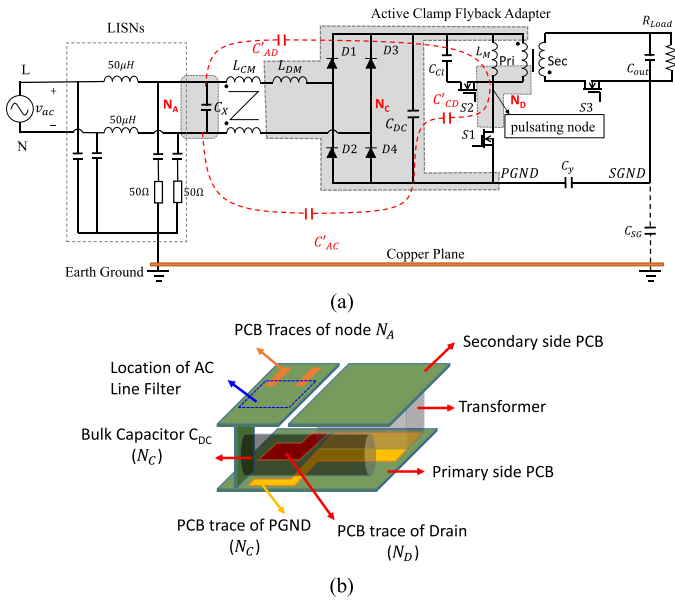 Active Clamp Flyback Adapter
(a)
LISNs
L
50μH
+
v_ac
−
N
50μH
50Ω
50Ω
N_A
C_X
C'_AD
L_CM
L_DM
D1
D3
D2
D4
N_C
C_DC
C'_CD
C'_AC
C_Cl
S2
L_M
Pri
Sec
N_D
pulsating node
S1
S3
C_out
R_Load
PGND
C_y
SGND
C_SG
Copper Plane
Earth Ground
(a)
PCB Traces of node N_A
Location of AC
Line Filter
Bulk Capacitor C_DC
(N_C)
PCB trace of PGND
(N_C)
PCB trace of Drain
(N_D)
Secondary side PCB
Transformer
Primary side PCB
(b)